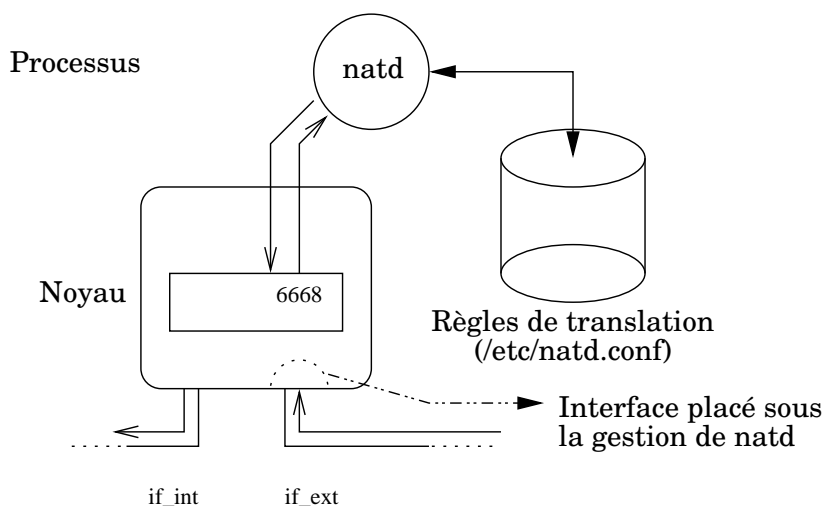 Processus
natd
Noyau
6668
Règles de translation
(/etc/natd.conf)
Interface placé sous
la gestion de natd
if_int
if_ext